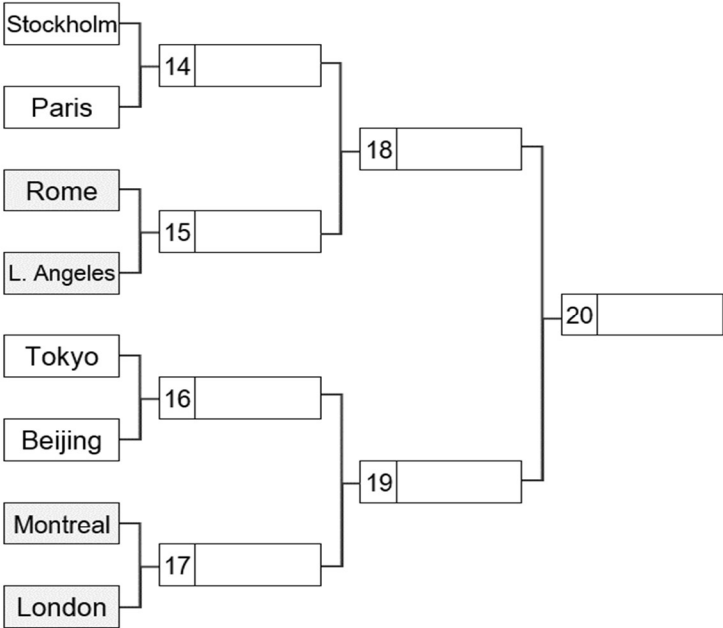 Stockholm
14
Paris
18
Rome
15
L. Angeles
20
Tokyo
16
Beijing
19
Montreal
17
London